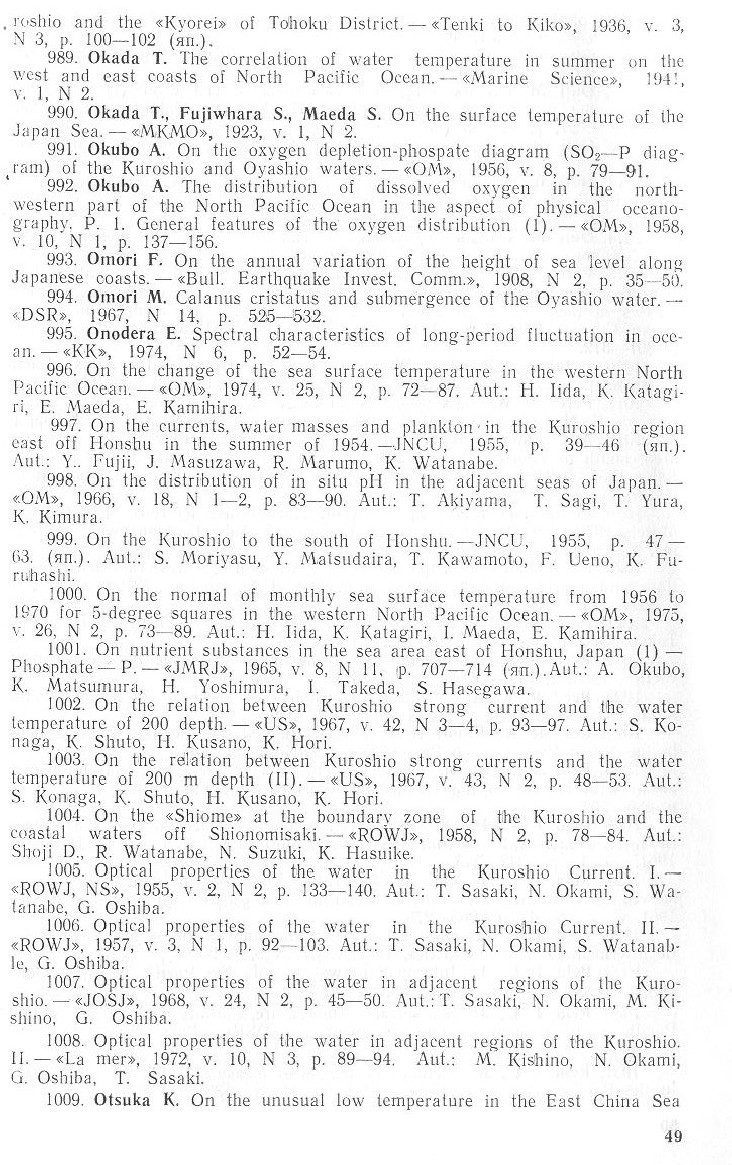 roshio and the «Kyorei» of Tohoku District. — «Tenki to Kiko», 1936, v. 3,
N 3, p. 100—102 (яп.).
989. Okada T. The correlation of water temperature in summer on the
west and east coasts of North Pacific Ocean. — «Marine Science», 1941,
v. 1, N 2.
990. Okada T., Fujiwhara S., Maeda S. On the surface temperature of the
Japan Sea. — «MKMO», 1923, v. 1, N 2.
991. Okubo A. On the oxygen depletion-phospate diagram (SO₂—P diag-
ram) of the Kuroshio and Oyashio waters. — «OM», 1956, v. 8, p. 79—91.
992. Okubo A. The distribution of dissolved oxygen in the north-
western part of the North Pacific Ocean in the aspect of physical oceano-
graphy. P. 1. General features of the oxygen distribution (1). — «OM», 1958,
v. 10, N 1, p. 137—156.
993. Omori F. On the annual variation of the height of sea level along
Japanese coasts. — «Bull. Earthquake Invest. Comm.», 1908, N 2, p. 35—50.
994. Omori M. Calanus cristatus and submergence of the Oyashio water. —
«DSR», 1967, N 14, p. 525—532.
995. Onodera E. Spectral characteristics of long-period fluctuation in oce-
an. — «KK», 1974, N 6, p. 52—54.
996. On the change of the sea surface temperature in the western North
Pacific Ocean. — «OM», 1974, v. 25, N 2, p. 72—87. Aut.: H. Iida, K. Katagi-
ri, E. Maeda, E. Kamihira.
997. On the currents, water masses and plankton in the Kuroshio region
east off Honshu in the summer of 1954. —JNCU, 1955, p. 39—46 (яп.).
Aut.: Y.. Fujii, J. Masuzawa, R. Marumo, K. Watanabe.
998. On the distribution of in situ pH in the adjacent seas of Japan. —
«OM», 1966, v. 18, N 1—2, p. 83—90. Aut.: T. Akiyama, T. Sagi, T. Yura,
K. Kimura.
999. On the Kuroshio to the south of Honshu. —JNCU, 1955, p. 47—
63. (яп.). Aut.: S. Moriyasu, Y. Matsudaira, T. Kawamoto, F. Ueno, K. Fu-
ruhashi.
1000. On the normal of monthly sea surface temperature from 1956 to
1970 for 5-degree squares in the western North Pacific Ocean. — «OM», 1975,
v. 26, N 2, p. 73—89. Aut.: H. Iida, K. Katagiri, I. Maeda, E. Kamihira.
1001. On nutrient substances in the sea area east of Honshu, Japan (1) —
Phosphate — P. — «JMRJ», 1965, v. 8, N 11, p. 707—714 (яп.).Aut.: A. Okubo,
K. Matsumura, H. Yoshimura, I. Takeda, S. Hasegawa.
1002. On the relation between Kuroshio strong current and the water
temperature of 200 depth. — «US», 1967, v. 42, N 3—4, p. 93—97. Aut.: S. Ko-
naga, K. Shuto, H. Kusano, K. Hori.
1003. On the relation between Kuroshio strong currents and the water
temperature of 200 m depth (II). — «US», 1967, v. 43, N 2, p. 48—53. Aut.:
S. Konaga, K. Shuto, H. Kusano, K. Hori.
1004. On the «Shiome» at the boundary zone of the Kuroshio and the
coastal waters off Shionomisaki. — «ROWJ», 1958, N 2, p. 78—84. Aut.:
Shoji D., R. Watanabe, N. Suzuki, K. Hasuike.
1005. Optical properties of the water in the Kuroshio Current. I. —
«ROWJ, NS», 1955, v. 2, N 2, p. 133—140. Aut.: T. Sasaki, N. Okami, S. Wa-
tanabe, G. Oshiba.
1006. Optical properties of the water in the Kuroshio Current. II. —
«ROWJ», 1957, v. 3, N 1, p. 92—103. Aut.: T. Sasaki, N. Okami, S. Watanab-
le, G. Oshiba.
1007. Optical properties of the water in adjacent regions of the Kuro-
shio. — «JOSJ», 1968, v. 24, N 2, p. 45—50. Aut.: T. Sasaki, N. Okami, M. Ki-
shino, G. Oshiba.
1008. Optical properties of the water in adjacent regions of the Kuroshio.
II. — «La mer», 1972, v. 10, N 3, p. 89—94. Aut.: M. Kishino, N. Okami,
G. Oshiba, T. Sasaki.
1009. Otsuka K. On the unusual low temperature in the East China Sea
49